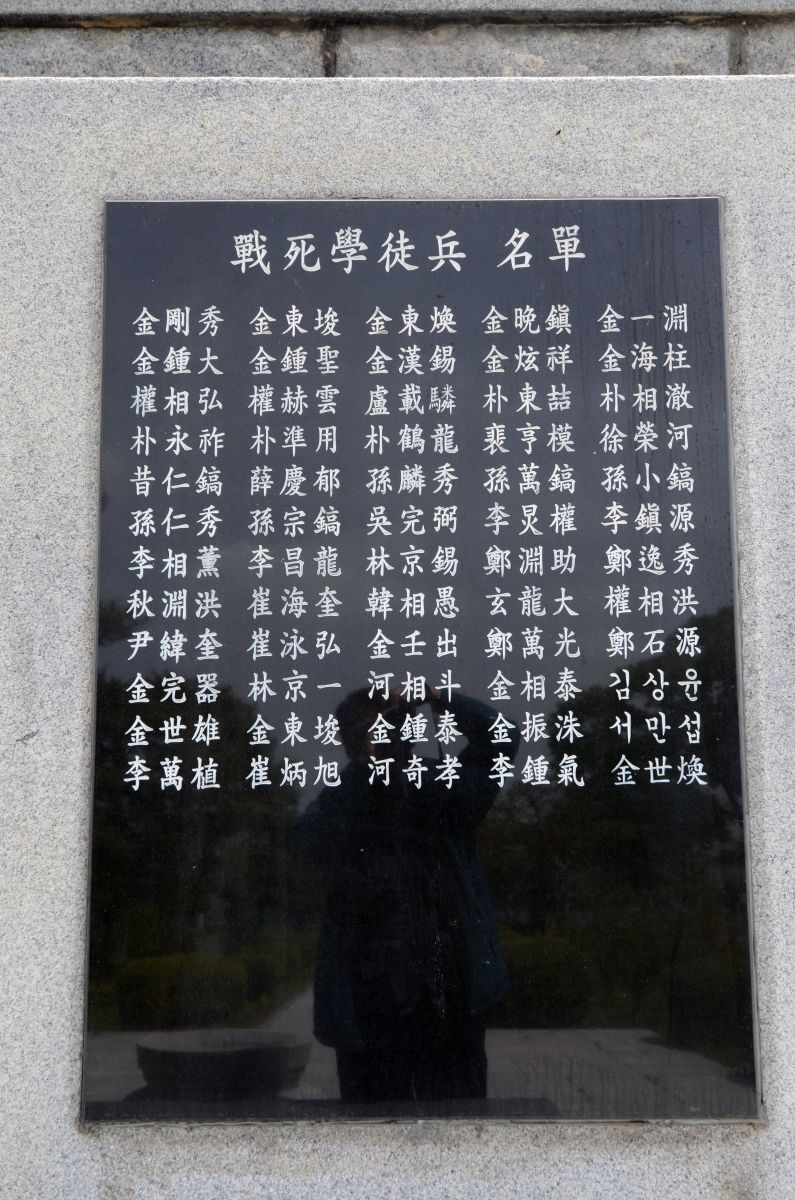 戰死學徒兵 名單
金剛秀 金東埈 金東煥 金晩鎭 金一淵
金鍾大 金鍾聖 金漢錫 金炫祥 金海柱
權相弘 權赫雲 盧載驎 朴東喆 朴相澈
朴永祚 朴準用 朴鶴龍 裵亨模 徐榮河
昔仁鎬 薛慶郁 孫麟秀 孫萬鎬 孫小鎬
孫仁秀 孫宗鎬 吳完弼 李炅權 李鎭源
李相薰 李昌龍 林京錫 鄭淵助 鄭逸秀
秋淵洪 崔海奎 韓相愚 玄龍大 權相洪
尹緯奎 崔泳弘 金壬出 鄭萬光 鄭石源
金完器 林京一 河相斗 金相泰 김상윤
金世雄 金東埈 金鍾泰 金振洙 서만섭
李萬植 崔炳旭 河奇孝 李鍾氣 金世煥